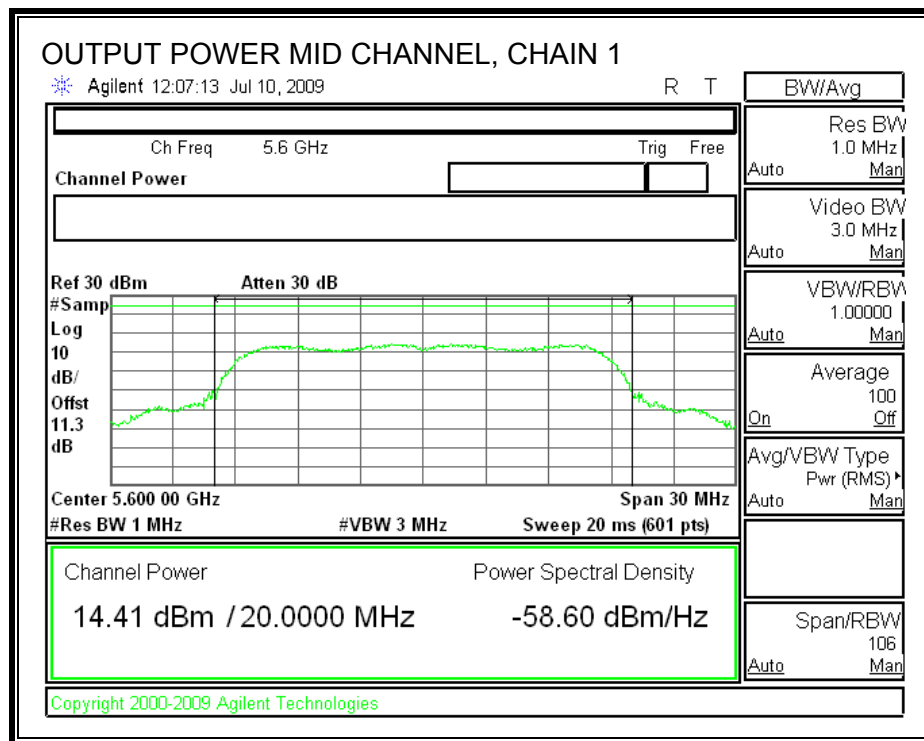 OUTPUT POWER MID CHANNEL, CHAIN 1
Agilent 12:07:13 Jul 10, 2009 R T
BW/Avg
Ch Freq 5.6 GHz Trig Free
Channel Power
Res BW
1.0 MHz
Auto Man
Video BW
3.0 MHz
Auto Man
VBW/RBW
1.00000
Auto Man
Average
100
On Off
Avg/VBW Type
Pwr (RMS)
Auto Man
Span/RBW
106
Auto Man
Ref 30 dBm Atten 30 dB
#Samp
Log
10
dB/
Offst
11.3
dB
Center 5.600 00 GHz Span 30 MHz
#Res BW 1 MHz #VBW 3 MHz Sweep 20 ms (601 pts)
Channel Power Power Spectral Density
14.41 dBm / 20.0000 MHz -58.60 dBm/Hz
Copyright 2000-2009 Agilent Technologies